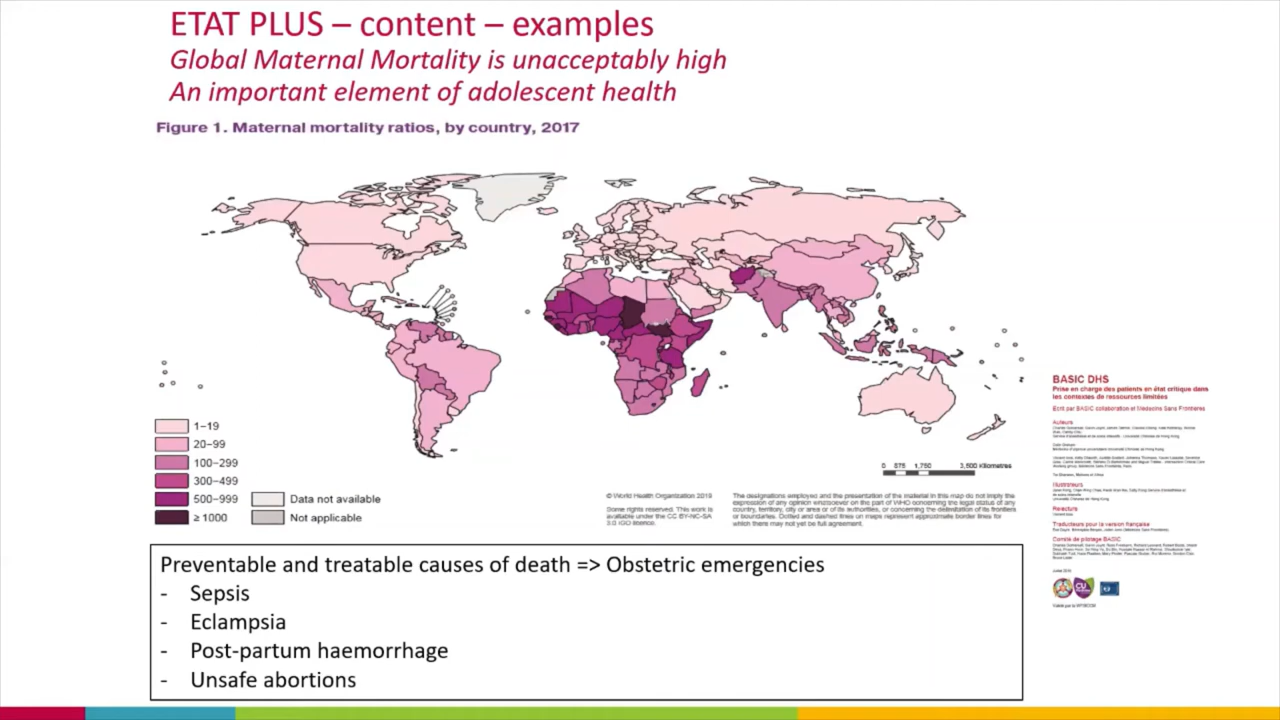 ETAT PLUS – content – examples
Global Maternal Mortality is unacceptably high
An important element of adolescent health
Figure 1. Maternal mortality ratios, by country, 2017
1–19
20–99
100–299
300–499
500–999
≥ 1000
Data not available
Not applicable
0 875 1,750 3,500 Kilometres
© World Health Organization 2019
Some rights reserved. This work is
available under the CC BY-NC-SA
3.0 IGO licence.
The designations employed and the presentation of the material in this map do not imply the
expression of any opinion whatsoever on the part of WHO concerning the legal status of any
country, territory, city or area or of its authorities, or concerning the delimitation of its frontiers
or boundaries. Dotted and dashed lines on maps represent approximate border lines for
which there may not yet be full agreement.
BASIC DHS
Prise en charge des patients en état critique dans
les contextes de ressources limitées
Ecrit par BASIC collaboration et Médecins Sans Frontières
Auteurs
Illustrateurs
Relecture
Traducteurs pour la version française
Comité de pilotage BASIC
Preventable and treatable causes of death => Obstetric emergencies
- Sepsis
- Eclampsia
- Post-partum haemorrhage
- Unsafe abortions